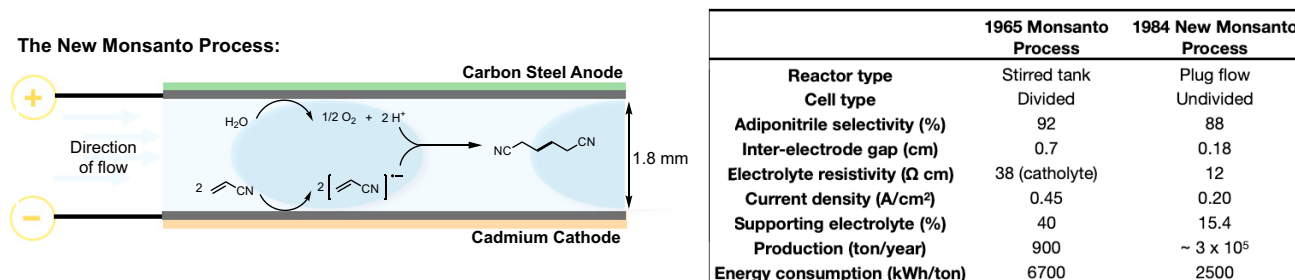 The New Monsanto Process:
Carbon Steel Anode
+
H₂O
1/2 O₂ + 2 H⁺
Direction
of flow
NC
CN
1.8 mm
2
CN
2 [
CN ] •−
−
Cadmium Cathode
1965 Monsanto Process 1984 New Monsanto Process
Reactor type Stirred tank Plug flow
Cell type Divided Undivided
Adiponitrile selectivity (%) 92 88
Inter-electrode gap (cm) 0.7 0.18
Electrolyte resistivity (Ω cm) 38 (catholyte) 12
Current density (A/cm²) 0.45 0.20
Supporting electrolyte (%) 40 15.4
Production (ton/year) 900 ~ 3 x 10⁵
Energy consumption (kWh/ton) 6700 2500